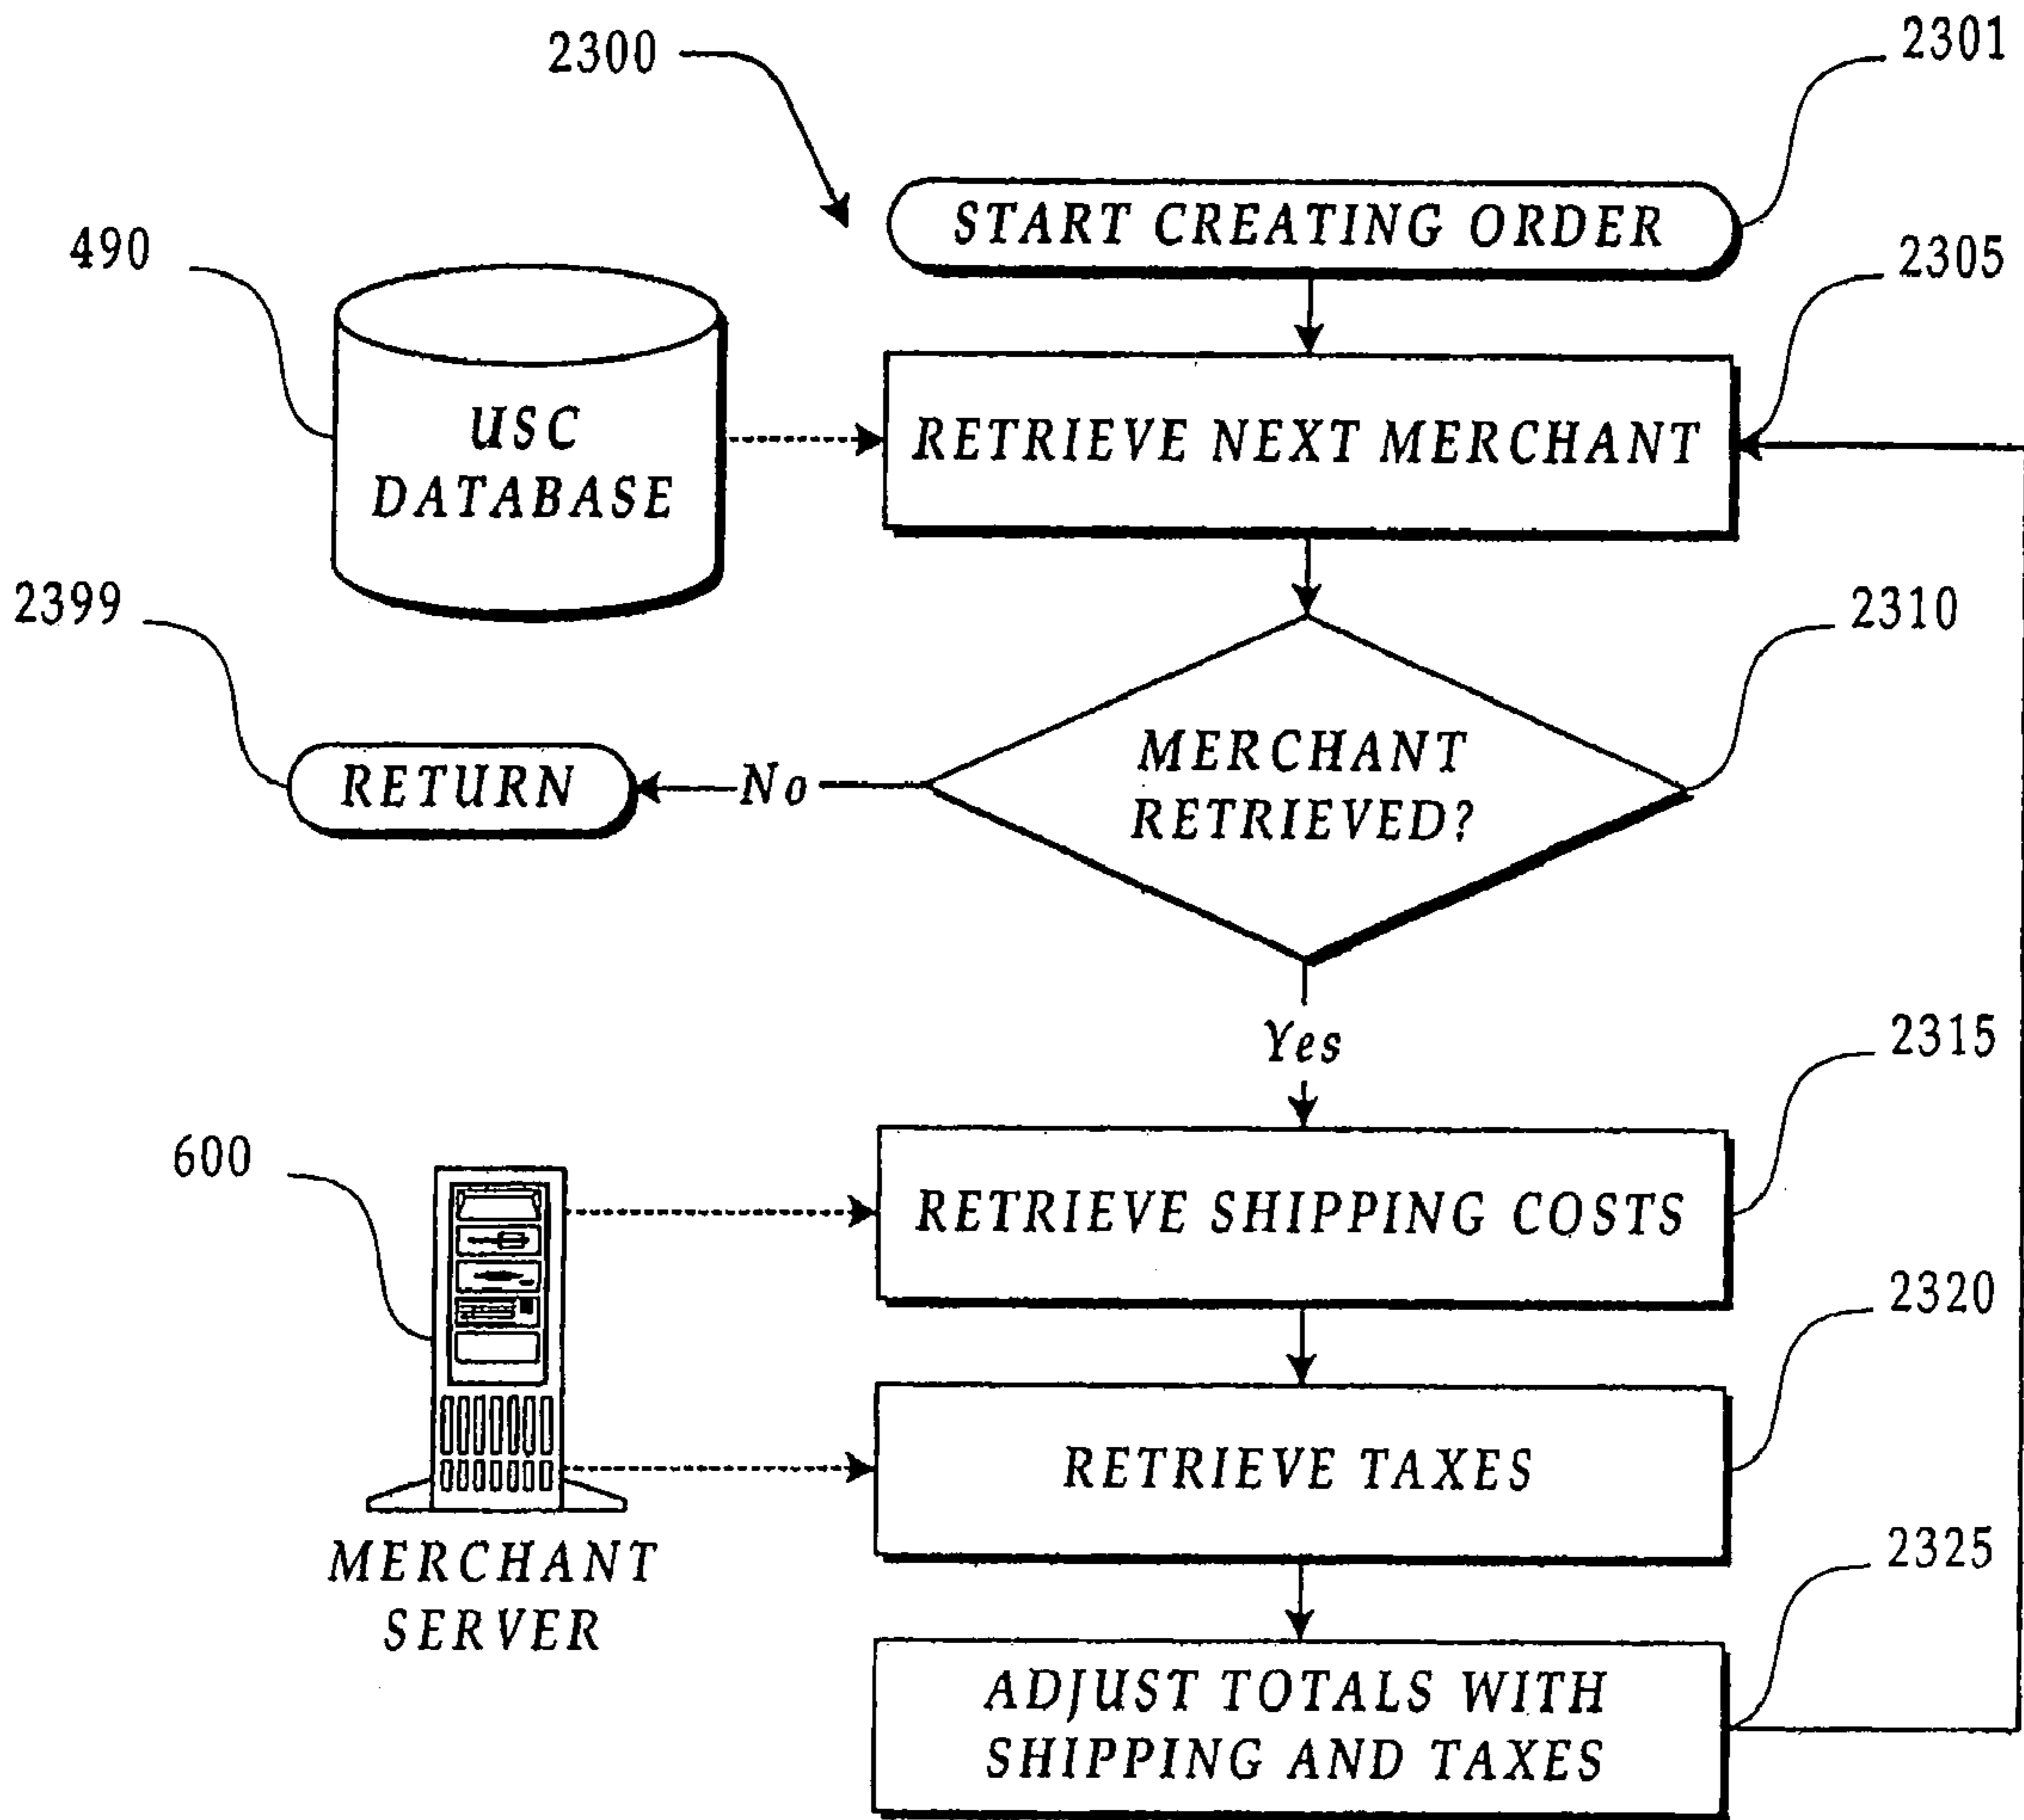 2300
2301
START CREATING ORDER
490
2305
USC
DATABASE
RETRIEVE NEXT MERCHANT
2399
2310
MERCHANT
RETRIEVED?
No
RETURN
Yes
2315
600
RETRIEVE SHIPPING COSTS
2320
RETRIEVE TAXES
MERCHANT
SERVER
2325
ADJUST TOTALS WITH
SHIPPING AND TAXES